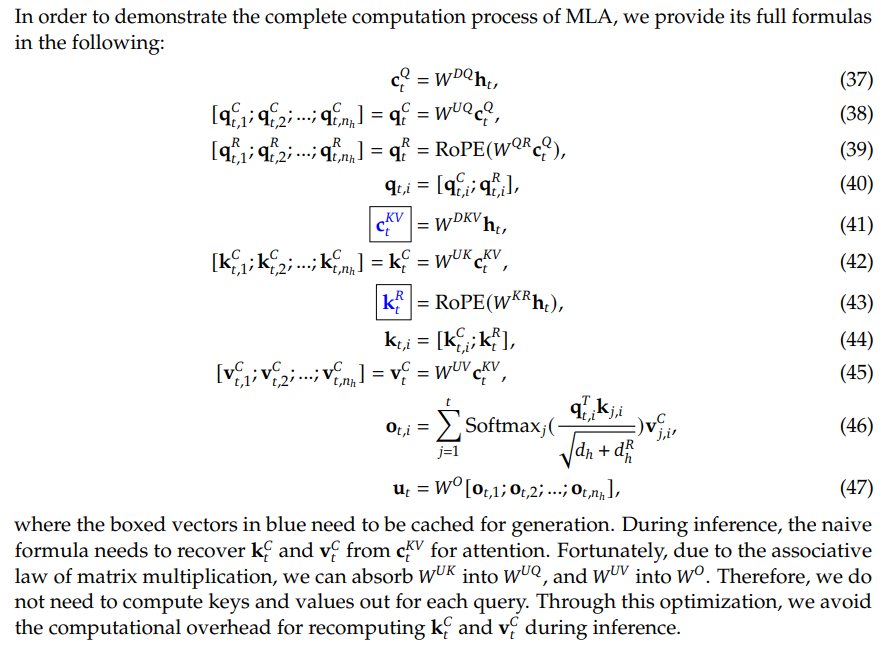 In order to demonstrate the complete computation process of MLA, we provide its full formulas
in the following:
$\mathbf{c}_t^Q = W^{DQ}\mathbf{h}_t,$ (37)
$[\mathbf{q}_{t,1}^C; \mathbf{q}_{t,2}^C; ...; \mathbf{q}_{t,n_h}^C] = \mathbf{q}_t^C = W^{UQ}\mathbf{c}_t^Q,$ (38)
$[\mathbf{q}_{t,1}^R; \mathbf{q}_{t,2}^R; ...; \mathbf{q}_{t,n_h}^R] = \mathbf{q}_t^R = \text{RoPE}(W^{QR}\mathbf{c}_t^Q),$ (39)
$\mathbf{q}_{t,i} = [\mathbf{q}_{t,i}^C; \mathbf{q}_{t,i}^R],$ (40)
$\boxed{\mathbf{c}_t^{KV}} = W^{DKV}\mathbf{h}_t,$ (41)
$[\mathbf{k}_{t,1}^C; \mathbf{k}_{t,2}^C; ...; \mathbf{k}_{t,n_h}^C] = \mathbf{k}_t^C = W^{UK}\mathbf{c}_t^{KV},$ (42)
$\boxed{\mathbf{k}_t^R} = \text{RoPE}(W^{KR}\mathbf{h}_t),$ (43)
$\mathbf{k}_{t,i} = [\mathbf{k}_{t,i}^C; \mathbf{k}_t^R],$ (44)
$[\mathbf{v}_{t,1}^C; \mathbf{v}_{t,2}^C; ...; \mathbf{v}_{t,n_h}^C] = \mathbf{v}_t^C = W^{UV}\mathbf{c}_t^{KV},$ (45)
$\mathbf{o}_{t,i} = \sum_{j=1}^{t} \text{Softmax}_j(\frac{\mathbf{q}_{t,i}^T \mathbf{k}_{j,i}}{\sqrt{d_h + d_h^R}})\mathbf{v}_{j,i}^C,$ (46)
$\mathbf{u}_t = W^O[\mathbf{o}_{t,1}; \mathbf{o}_{t,2}; ...; \mathbf{o}_{t,n_h}],$ (47)
where the boxed vectors in blue need to be cached for generation. During inference, the naive
formula needs to recover $\mathbf{k}_t^C$ and $\mathbf{v}_t^C$ from $\mathbf{c}_t^{KV}$ for attention. Fortunately, due to the associative
law of matrix multiplication, we can absorb $W^{UK}$ into $W^{UQ}$, and $W^{UV}$ into $W^O$. Therefore, we do
not need to compute keys and values out for each query. Through this optimization, we avoid
the computational overhead for recomputing $\mathbf{k}_t^C$ and $\mathbf{v}_t^C$ during inference.